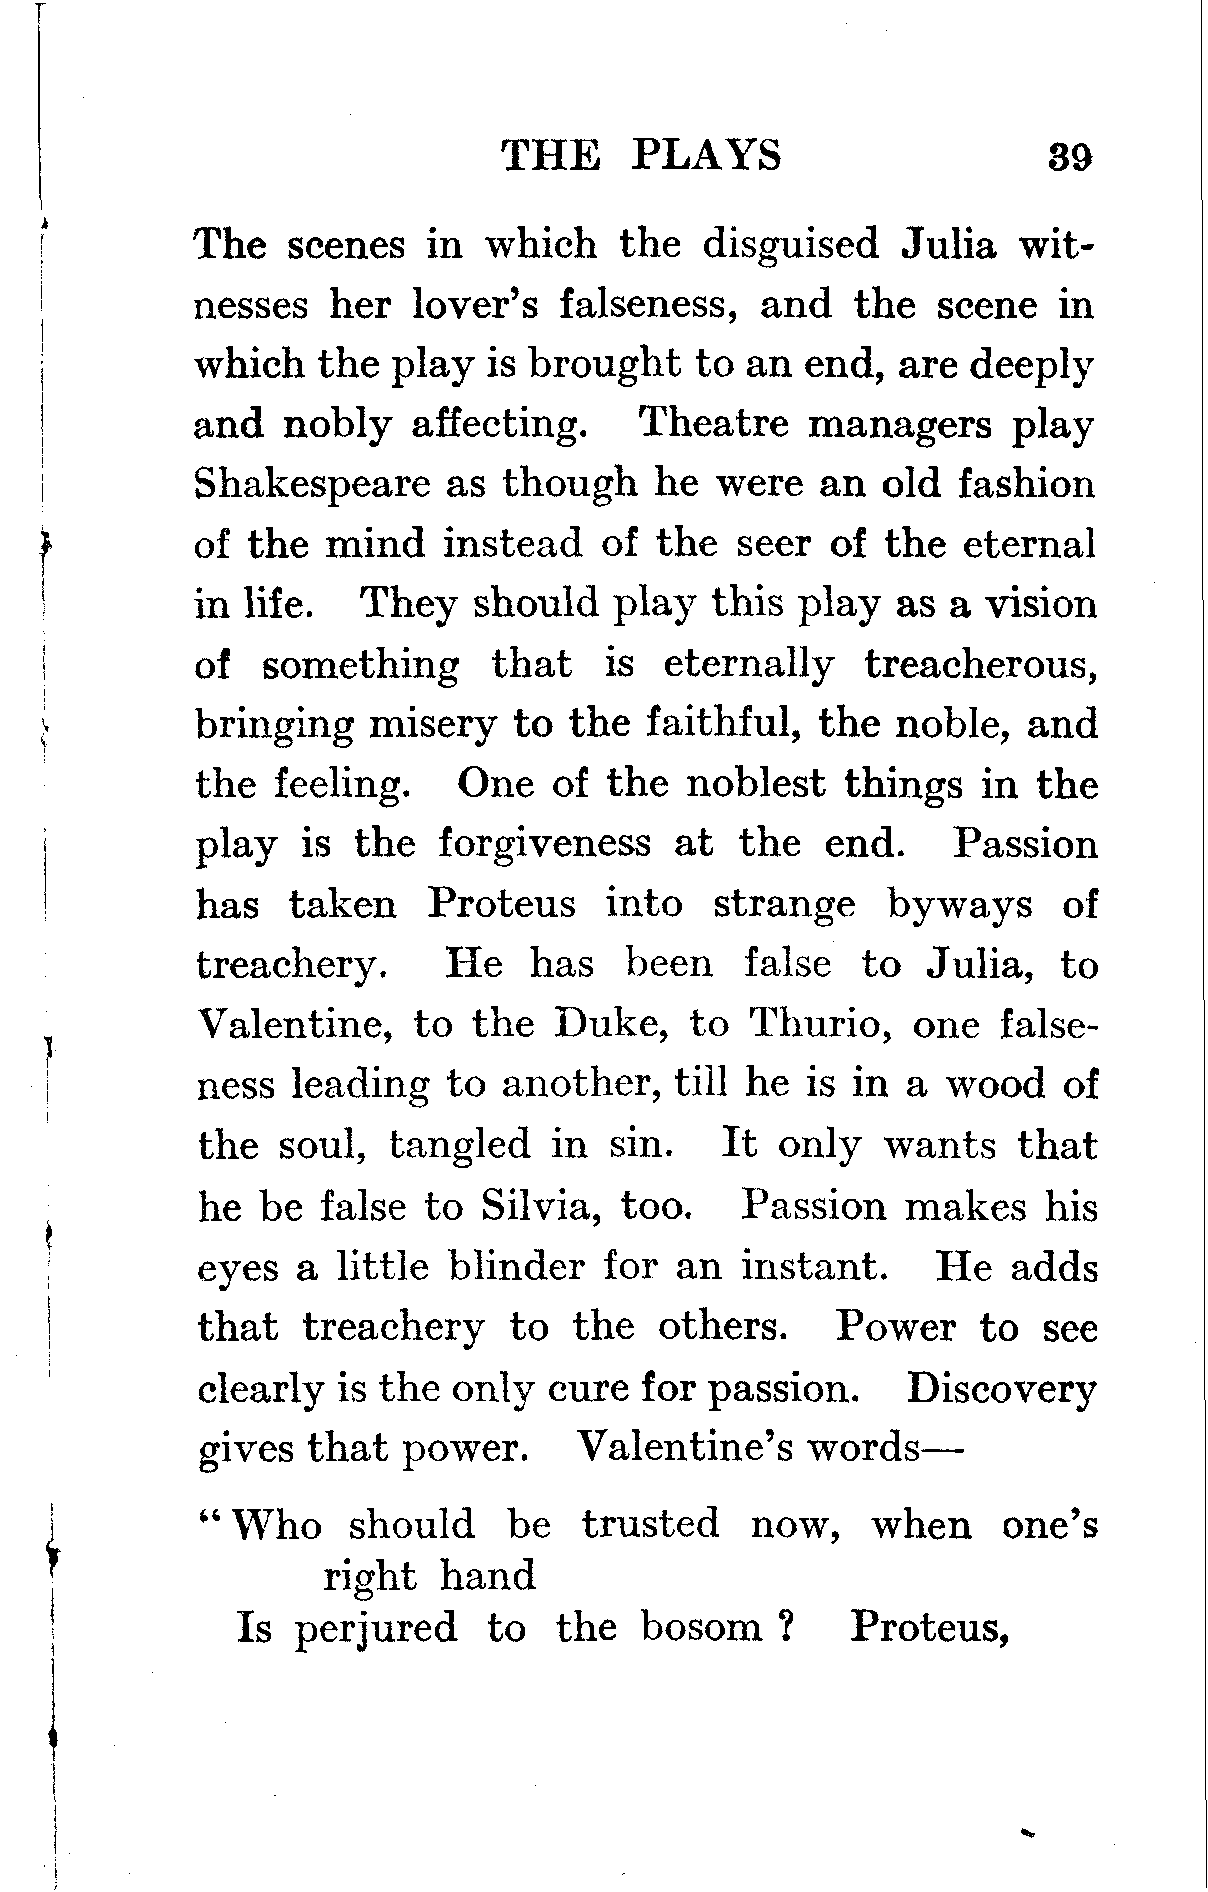 THE PLAYS 39
The scenes in which the disguised Julia wit-
nesses her lover's falseness, and the scene in
which the play is brought to an end, are deeply
and nobly affecting. Theatre managers play
Shakespeare as though he were an old fashion
of the mind instead of the seer of the eternal
in life. They should play this play as a vision
of something that is eternally treacherous,
bringing misery to the faithful, the noble, and
the feeling. One of the noblest things in the
play is the forgiveness at the end. Passion
has taken Proteus into strange byways of
treachery. He has been false to Julia, to
Valentine, to the Duke, to Thurio, one false-
ness leading to another, till he is in a wood of
the soul, tangled in sin. It only wants that
he be false to Silvia, too. Passion makes his
eyes a little blinder for an instant. He adds
that treachery to the others. Power to see
clearly is the only cure for passion. Discovery
gives that power. Valentine's words—
“Who should be trusted now, when one's
right hand
Is perjured to the bosom ? Proteus,